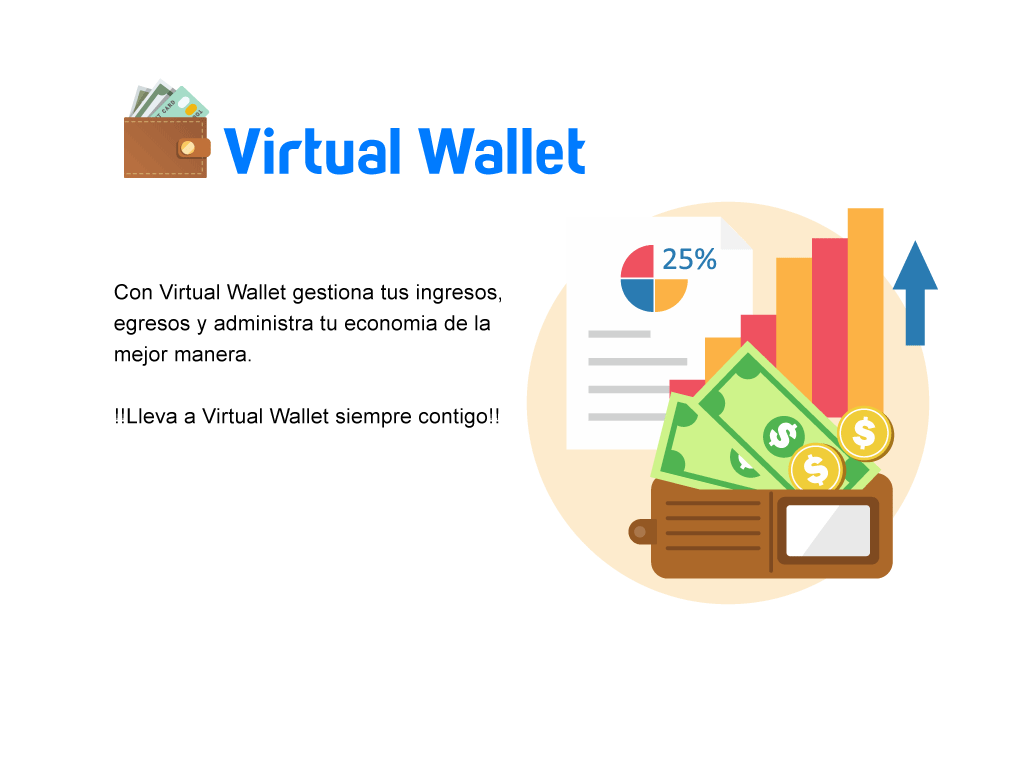 Virtual Wallet
Con Virtual Wallet gestiona tus ingresos,
egresos y administra tu economia de la
mejor manera.
!!Lleva a Virtual Wallet siempre contigo!!
25%
CARD
$
$
$
$